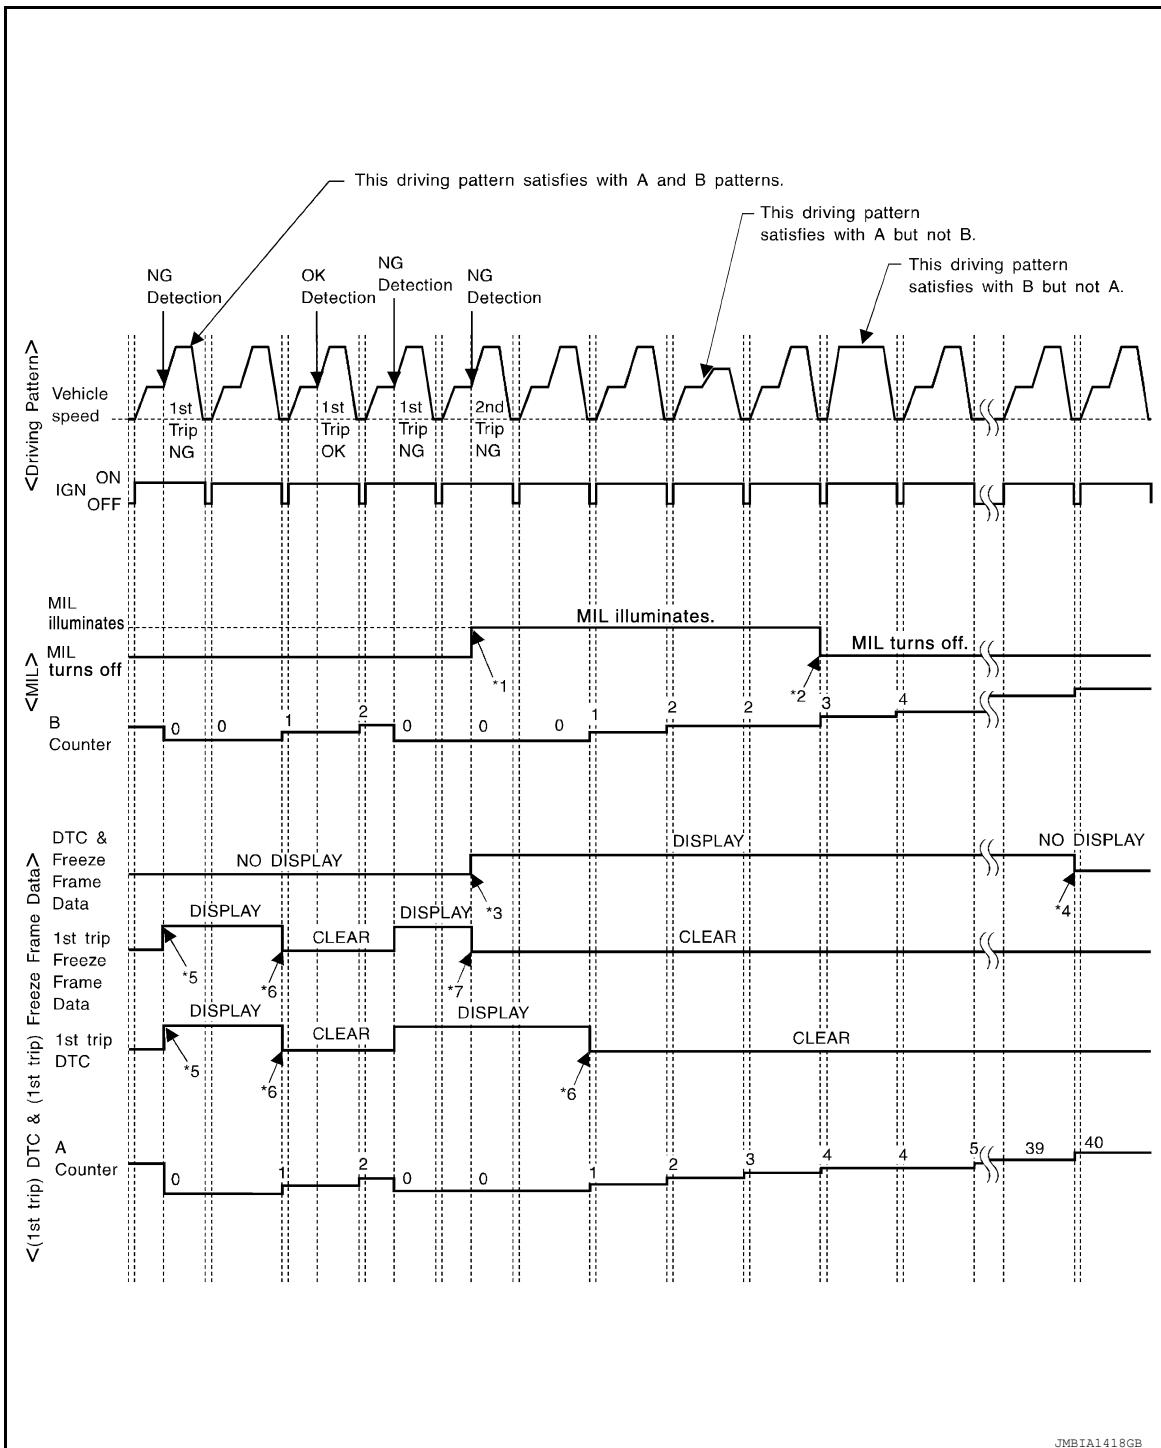 This driving pattern satisfies with A and B patterns.
This driving pattern
satisfies with A but not B.
This driving pattern
satisfies with B but not A.
NG
Detection
OK
Detection
NG
Detection
NG
Detection
<Driving Pattern>
Vehicle
speed
1st
Trip
NG
1st
Trip
OK
1st
Trip
NG
2nd
Trip
NG
IGN
ON
OFF
<MIL>
MIL
illuminates
MIL illuminates.
MIL
turns off
MIL turns off.
*1
*2
B
Counter
0 0 1 2 0 0 0 1 2 2 3 4
<(1st trip) DTC & (1st trip) Freeze Frame Data>
DTC &
Freeze
Frame
Data
NO DISPLAY
DISPLAY
NO DISPLAY
*3
*4
1st trip
Freeze
Frame
Data
DISPLAY
CLEAR
DISPLAY
CLEAR
*5
*6
*7
1st trip
DTC
DISPLAY
CLEAR
DISPLAY
CLEAR
*5
*6
*6
A
Counter
0 1 2 0 0 1 2 3 4 4 5 39 40
JMBIA1418GB